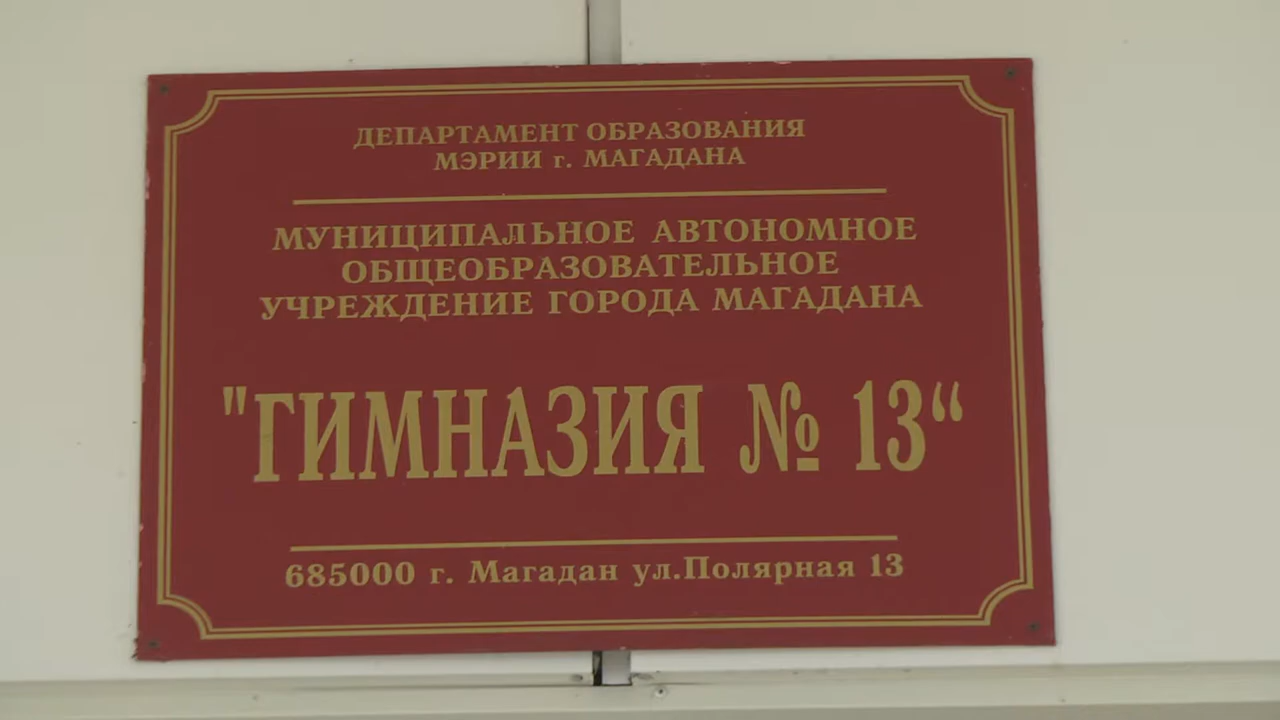 ДЕПАРТАМЕНТ ОБРАЗОВАНИЯ
МЭРИИ г. МАГАДАНА
МУНИЦИПАЛЬНОЕ АВТОНОМНОЕ
ОБЩЕОБРАЗОВАТЕЛЬНОЕ
УЧРЕЖДЕНИЕ ГОРОДА МАГАДАНА
"ГИМНАЗИЯ № 13“
685000 г. Магадан ул.Полярная 13